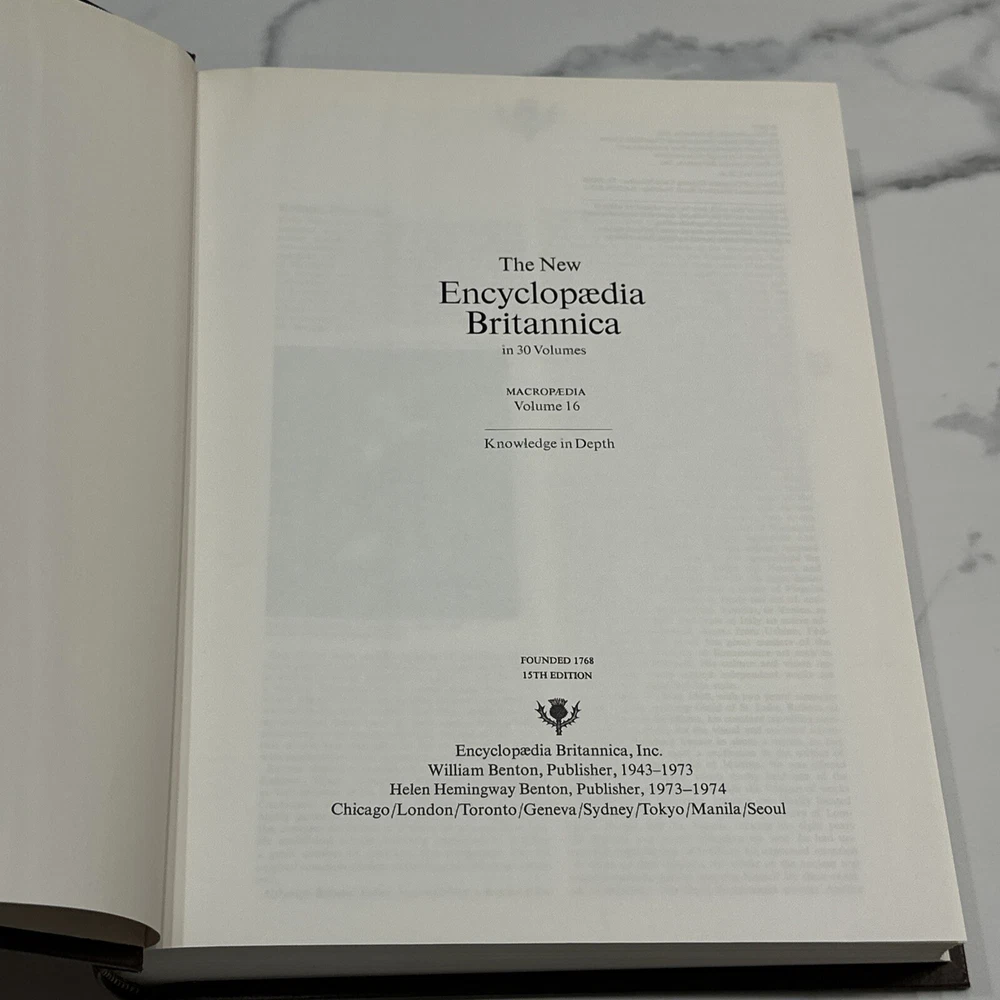 The New
Encyclopædia
Britannica
in 30 Volumes
MACROPÆDIA
Volume 16
Knowledge in Depth
FOUNDED 1768
15TH EDITION
Encyclopædia Britannica, Inc.
William Benton, Publisher, 1943–1973
Helen Hemingway Benton, Publisher, 1973–1974
Chicago/London/Toronto/Geneva/Sydney/Tokyo/Manila/Seoul